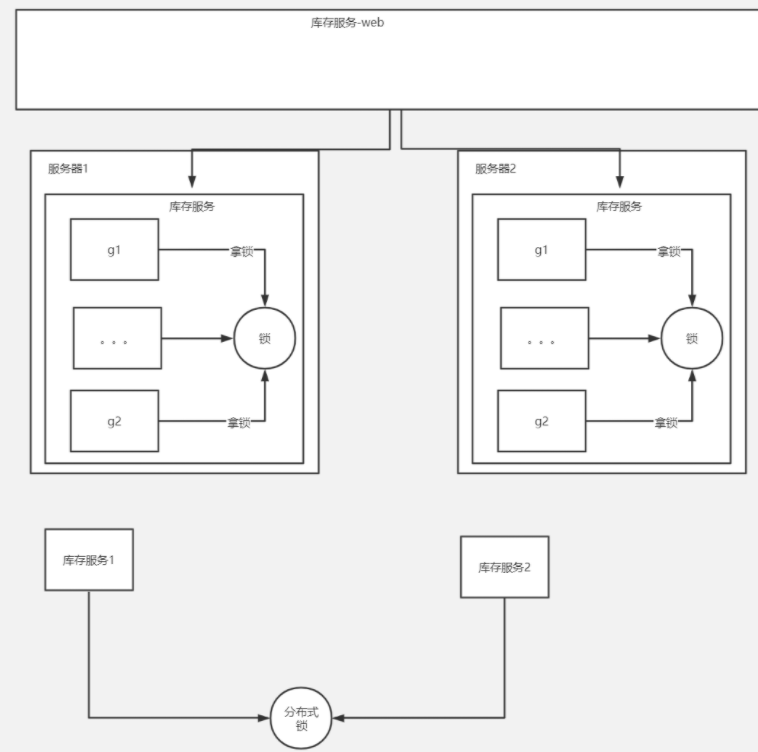 库存服务-web
服务器1
库存服务
g1
拿锁
。。。
锁
g2
拿锁
服务器2
库存服务
g1
拿锁
。。。
锁
g2
拿锁
库存服务1
库存服务2
分布式
锁